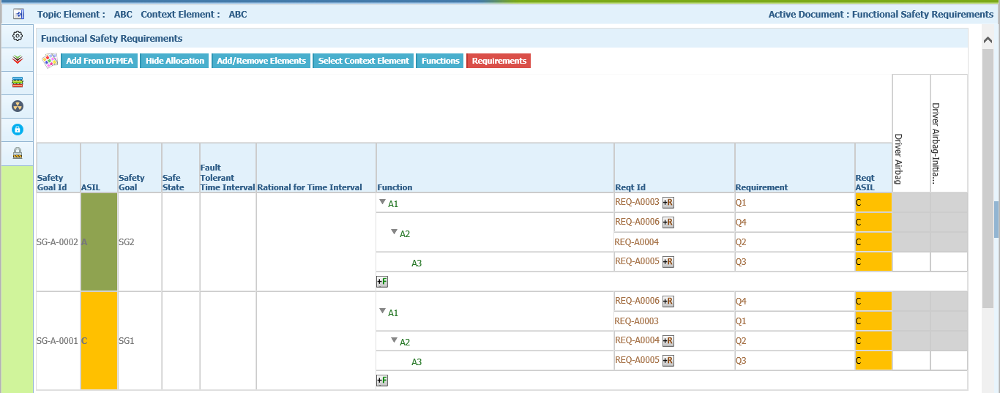 Topic Element : ABC Context Element : ABC Active Document : Functional Safety Requirements
Functional Safety Requirements
Add From DFMEA Hide Allocation Add/Remove Elements Select Context Element Functions Requirements
Driver Airbag
Driver Airbag-Initia...
Safety Goal Id ASIL Safety Goal Safe State Fault Tolerant Time Interval Rational for Time Interval Function Reqt Id Requirement Reqt ASIL
A1 REQ-A0003 +R Q1 C
REQ-A0006 +R Q4 C
A2
SG-A-0002 A SG2 REQ-A0004 Q2 C
A3 REQ-A0005 +R Q3 C
+F
REQ-A0006 +R Q4 C
A1
REQ-A0003 Q1 C
SG-A-0001 C SG1 A2 REQ-A0004 +R Q2 C
A3 REQ-A0005 +R Q3 C
+F